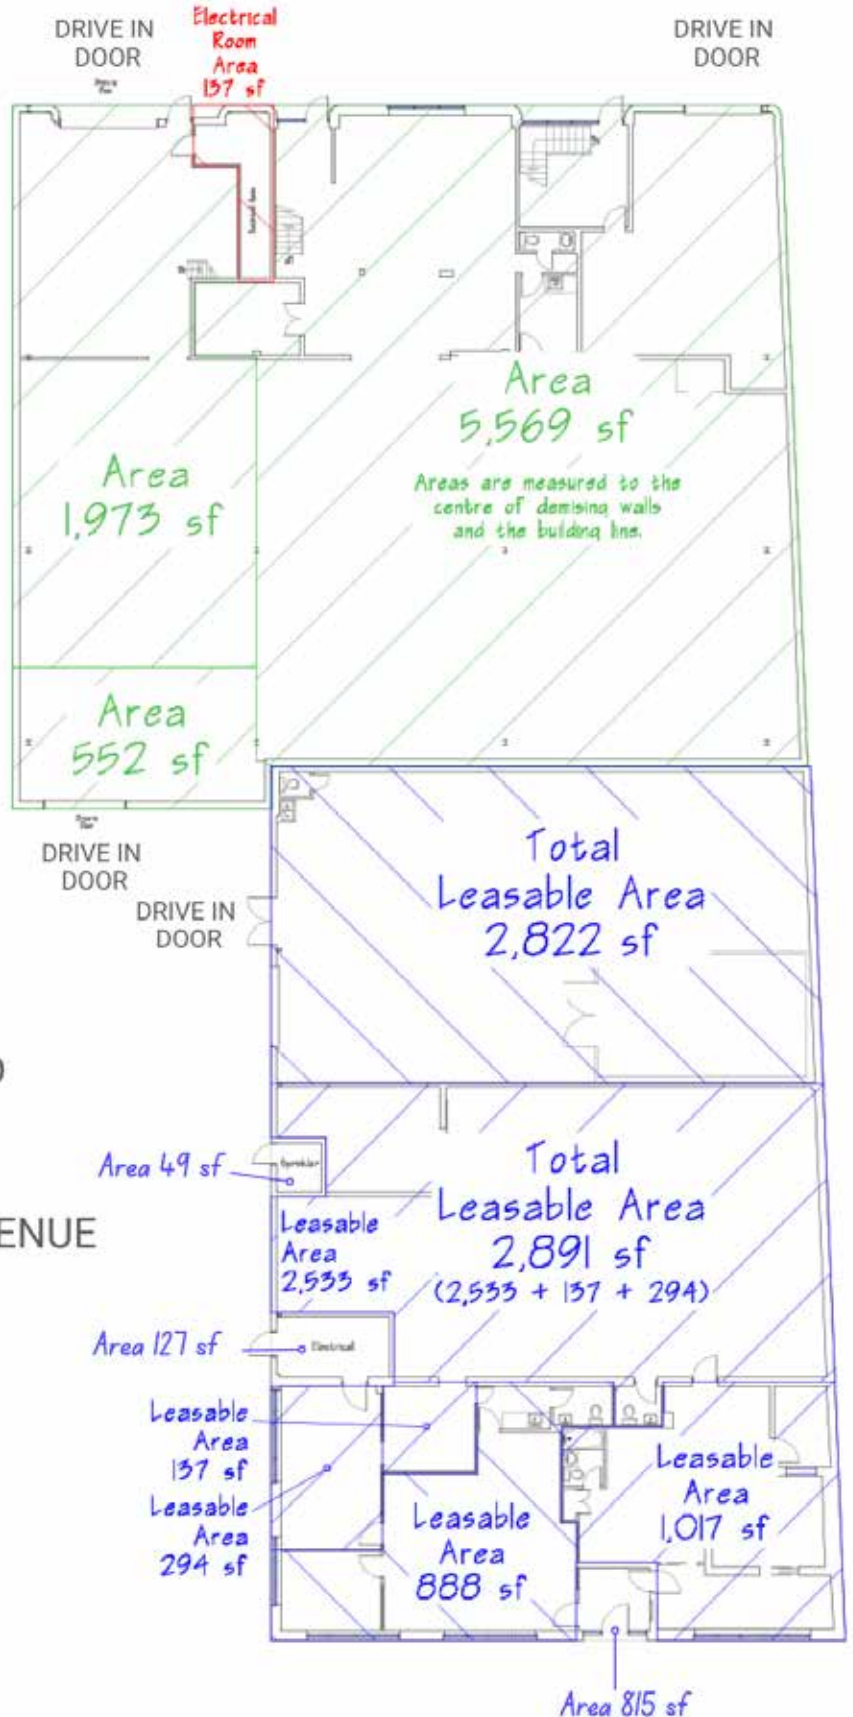 DRIVE IN
DOOR
Electrical
Room
Area
137 sf
DRIVE IN
DOOR
Area
5,569 sf
Areas are measured to the
centre of demising walls
and the building line.
Area
1,973 sf
Area
552 sf
DRIVE IN
DOOR
DRIVE IN
DOOR
Total
Leasable Area
2,822 sf
Area 49 sf
Sprinkler
Total
Leasable Area
2,891 sf
(2,533 + 137 + 294)
Leasable
Area
2,533 sf
ENUE
Area 127 sf
Electrical
Leasable
Area
137 sf
Leasable
Area
294 sf
Leasable
Area
888 sf
Leasable
Area
1,017 sf
Area 815 sf